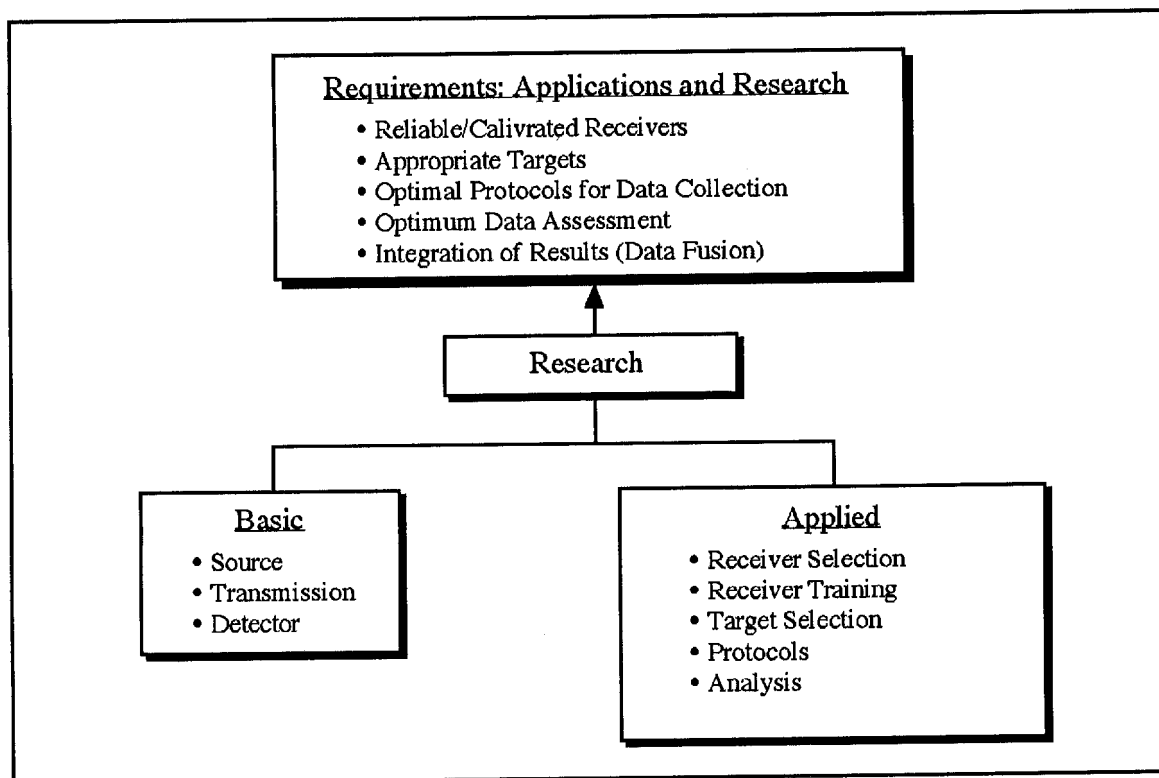 Requirements: Applications and Research
• Reliable/Calivrated Receivers
• Appropriate Targets
• Optimal Protocols for Data Collection
• Optimum Data Assessment
• Integration of Results (Data Fusion)
Research
Basic
• Source
• Transmission
• Detector
Applied
• Receiver Selection
• Receiver Training
• Target Selection
• Protocols
• Analysis